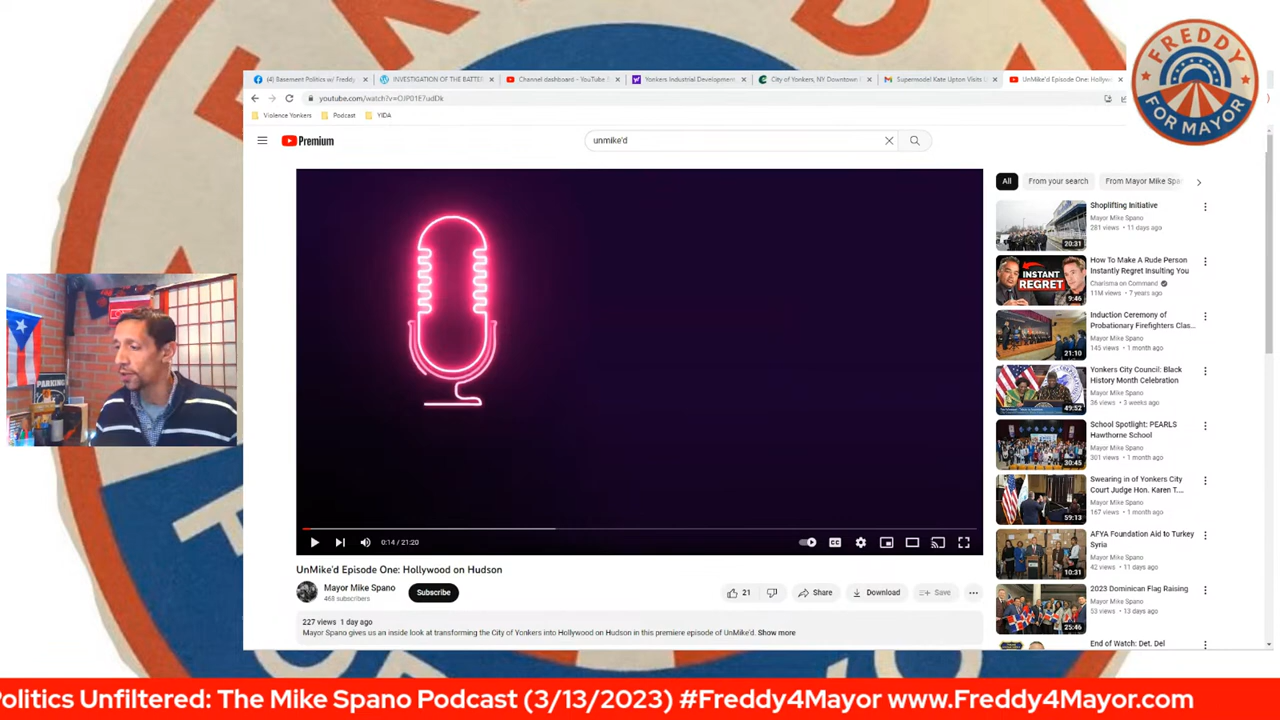 FREDDY
FOR MAYOR
(4) Basement Politics w/ Freddy
INVESTIGATION OF THE BATTE
Channel dashboard - YouTube S
Yonkers Industrial Development
City of Yonkers, NY Downtown
Supermodel Kate Upton Visits
UnMike'd Episode One: Hollyw
youtube.com/watch?v=OJP01E7udDk
Violence Yonkers
Podcast
YIDA
Premium
unmike'd
All
From your search
From Mayor Mike Spa
Shoplifting Initiative
Mayor Mike Spano
281 views • 11 days ago
20:31
How To Make A Rude Person
Instantly Regret Insulting You
Charisma on Command
11M views • 7 years ago
INSTANT
REGRET
9:46
Induction Ceremony of
Probationary Firefighters Clas...
Mayor Mike Spano
145 views • 1 month ago
21:10
Yonkers City Council: Black
History Month Celebration
Mayor Mike Spano
36 views • 3 weeks ago
49:52
School Spotlight: PEARLS
Hawthorne School
Mayor Mike Spano
301 views • 1 month ago
30:45
Swearing in of Yonkers City
Court Judge Hon. Karen T....
Mayor Mike Spano
167 views • 1 month ago
59:13
AFYA Foundation Aid to Turkey
Syria
Mayor Mike Spano
42 views • 11 days ago
10:31
2023 Dominican Flag Raising
Mayor Mike Spano
53 views • 13 days ago
25:46
End of Watch: Det. Del
PARKING
0:14 / 21:20
CC
UnMike'd Episode One: Hollywood on Hudson
Mayor Mike Spano
468 subscribers
Subscribe
21
Share
Download
Save
227 views 1 day ago
Mayor Spano gives us an inside look at transforming the City of Yonkers into Hollywood on Hudson in this premiere episode of UnMike'd. Show more
Politics Unfiltered: The Mike Spano Podcast (3/13/2023) #Freddy4Mayor www.Freddy4Mayor.com